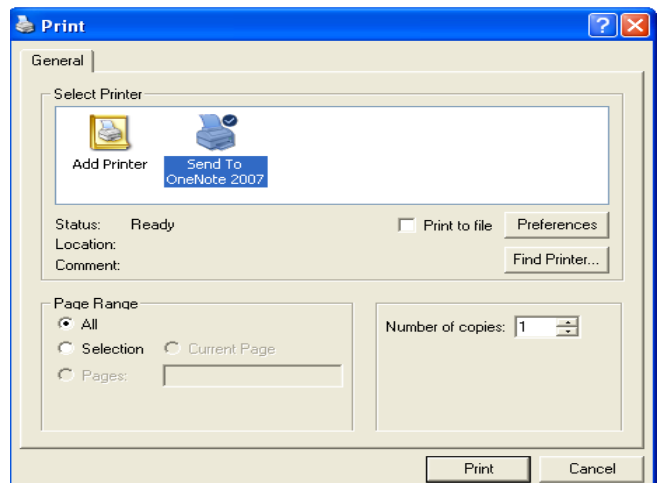 Print
General
Select Printer
Add Printer
Send To
OneNote 2007
Status: Ready
Print to file
Preferences
Location:
Comment:
Find Printer...
Page Range
All
Selection
Current Page
Pages:
Number of copies: 1
Print
Cancel